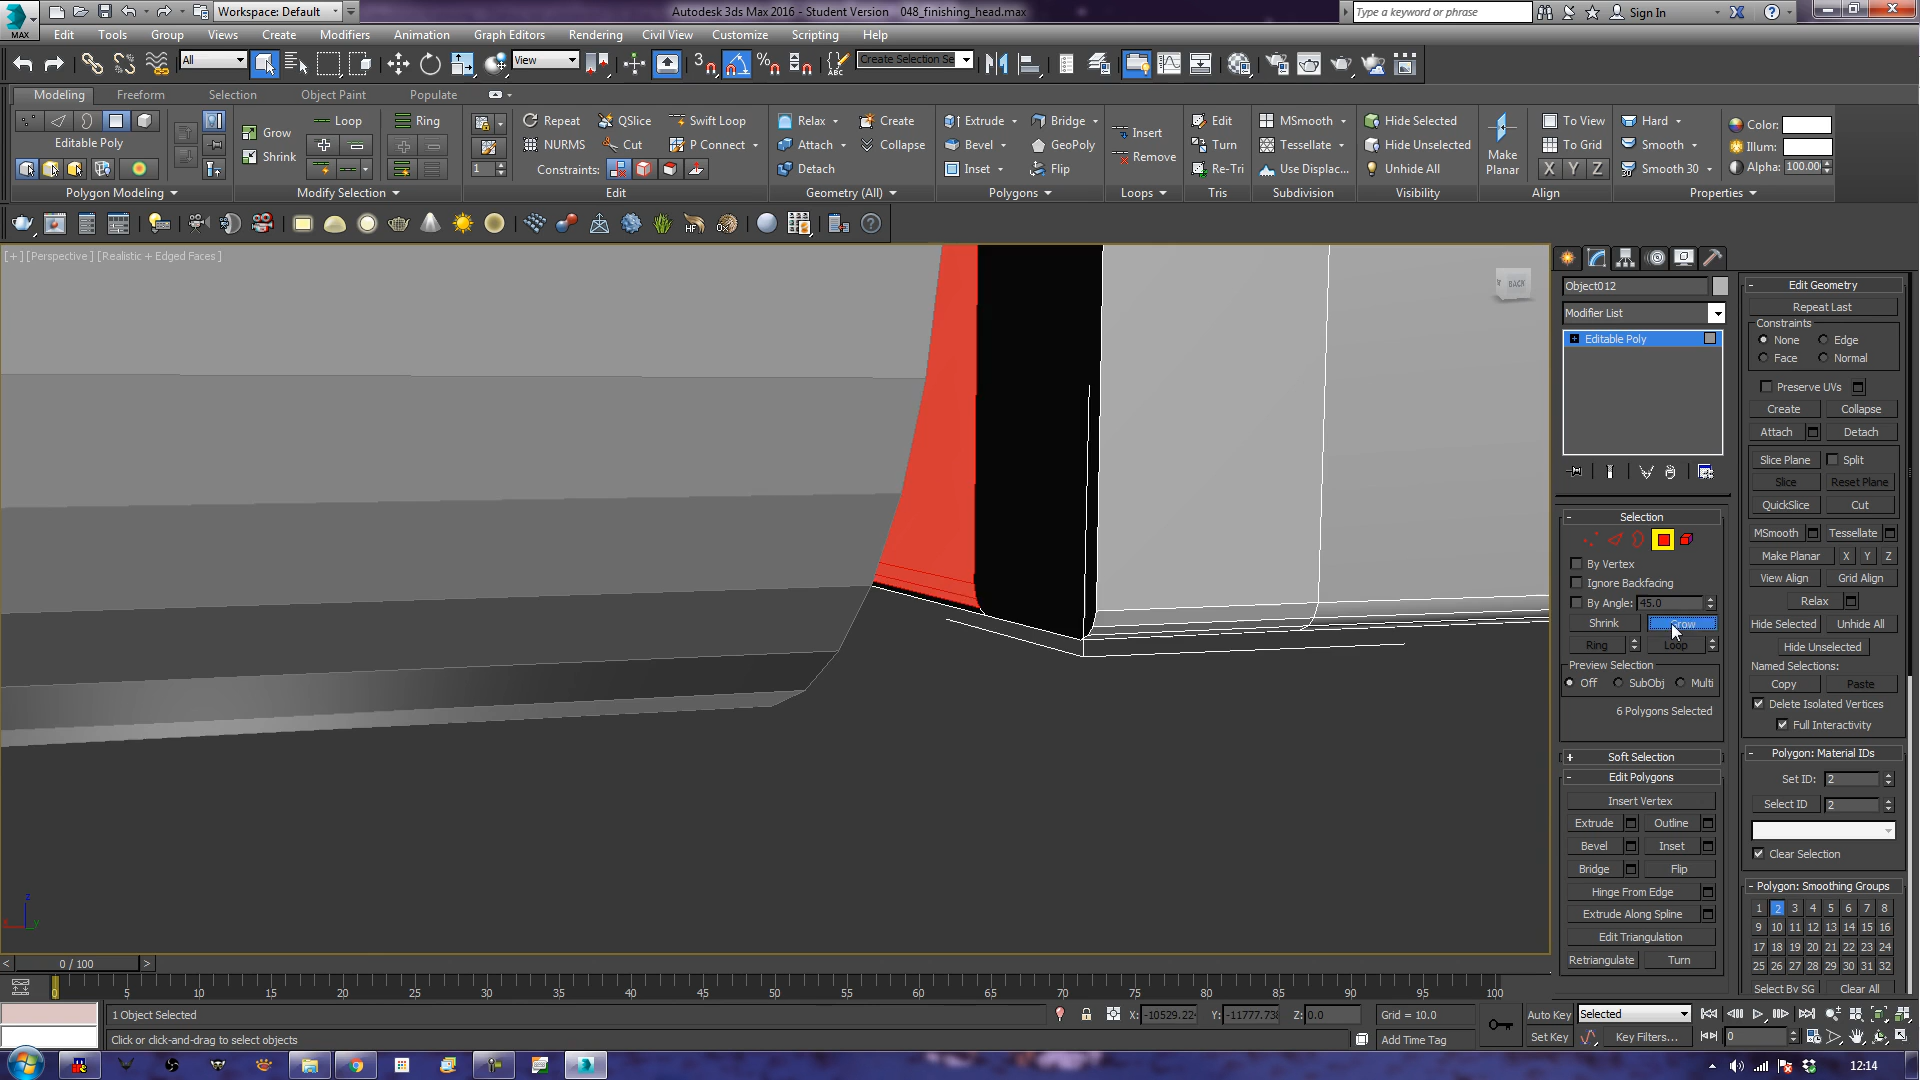 Workspace: Default
Autodesk 3ds Max 2016 - Student Version 048_finishing_head.max
Type a keyword or phrase
Sign In
MAX
Edit Tools Group Views Create Modifiers Animation Graph Editors Rendering Civil View Customize Scripting Help
All
View
Create Selection Se
Modeling Freeform Selection Object Paint Populate
Loop Ring Repeat QSlice Swift Loop Relax Create Extrude Bridge Edit MSmooth Hide Selected To View Hard Color:
Polygon Grow Insert
Edit Poly
Shrink NURMS Cut P Connect Attach Collapse Bevel GeoPoly Remove Turn Tessellate Hide Unselected Make Planar To Grid Smooth Illum:
1 Constraints: Detach Inset Flip Re-Tri Use Displac... Unhide All X Y Z Smooth 30 Alpha: 100.00
Polygon Modeling Modify Selection Edit Geometry (All) Polygons Loops Tris Subdivision Visibility Align Properties
[+] [Perspective] [Realistic + Edged Faces]
BACK
Object012
Modifier List
Editable Poly
Selection
By Vertex
Ignore Backfacing
By Angle: 45.0
Shrink Grow
Ring Loop
Preview Selection
Off SubObj Multi
6 Polygons Selected
Soft Selection
Edit Polygons
Insert Vertex
Extrude Outline
Bevel Inset
Bridge Flip
Hinge From Edge
Extrude Along Spline
Edit Triangulation
Retriangulate Turn
Edit Geometry
Repeat Last
Constraints
None Edge
Face Normal
Preserve UVs
Create Collapse
Attach Detach
Slice Plane Split
Slice Reset Plane
QuickSlice Cut
MSmooth Tessellate
Make Planar X Y Z
View Align Grid Align
Relax
Hide Selected Unhide All
Hide Unselected
Named Selections:
Copy Paste
Delete Isolated Vertices
Full Interactivity
Polygon: Material IDs
Set ID: 2
Select ID 2
Clear Selection
Polygon: Smoothing Groups
1 2 3 4 5 6 7 8
9 10 11 12 13 14 15 16
17 18 19 20 21 22 23 24
25 26 27 28 29 30 31 32
Select By SG Clear All
z
x y
0 / 100
0 5 10 15 20 25 30 35 40 45 50 55 60 65 70 75 80 85 90 95 100
1 Object Selected
X: -10529.22 Y: -11777.73 Z: 0.0 Grid = 10.0
Auto Key Selected
Click or click-and-drag to select objects
Add Time Tag
Set Key Key Filters... 0
12:14